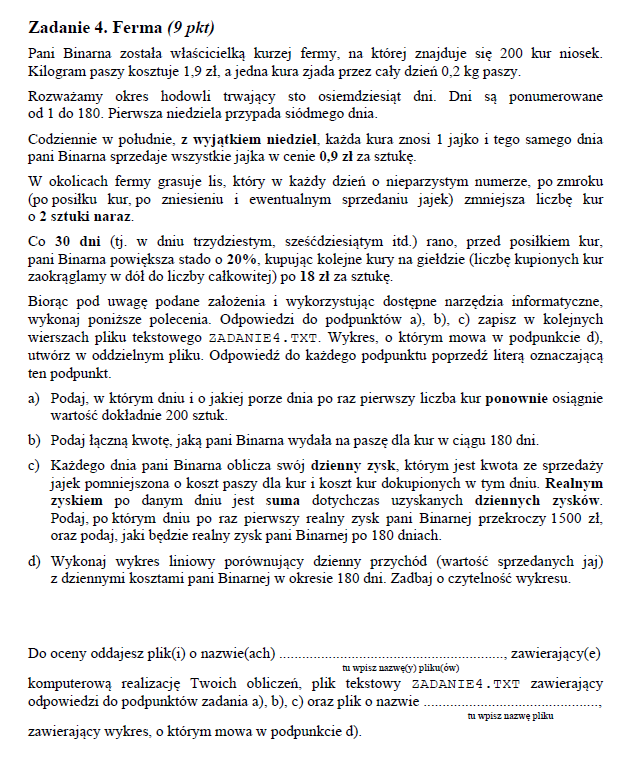 Zadanie 4. Ferma (9 pkt)
Pani Binarna została właścicielką kurzej fermy, na której znajduje się 200 kur niosek.
Kilogram paszy kosztuje 1,9 zł, a jedna kura zjada przez cały dzień 0,2 kg paszy.
Rozważamy okres hodowli trwający sto osiemdziesiąt dni. Dni są ponumerowane
od 1 do 180. Pierwsza niedziela przypada siódmego dnia.
Codziennie w południe, z wyjątkiem niedziel, każda kura znosi 1 jajko i tego samego dnia
pani Binarna sprzedaje wszystkie jajka w cenie 0,9 zł za sztukę.
W okolicach fermy grasuje lis, który w każdy dzień o nieparzystym numerze, po zmroku
(po posiłku kur, po zniesieniu i ewentualnym sprzedaniu jajek) zmniejsza liczbę kur
o 2 sztuki naraz.
Co 30 dni (tj. w dniu trzydziestym, sześćdziesiątym itd.) rano, przed posiłkiem kur,
pani Binarna powiększa stado o 20%, kupując kolejne kury na giełdzie (liczbę kupionych kur
zaokrąglamy w dół do liczby całkowitej) po 18 zł za sztukę.
Biorąc pod uwagę podane założenia i wykorzystując dostępne narzędzia informatyczne,
wykonaj poniższe polecenia. Odpowiedzi do podpunktów a), b), c) zapisz w kolejnych
wierszach pliku tekstowego ZADANIE4.TXT. Wykres, o którym mowa w podpunkcie d),
utwórz w oddzielnym pliku. Odpowiedź do każdego podpunktu poprzedź literą oznaczającą
ten podpunkt.
a) Podaj, w którym dniu i o jakiej porze dnia po raz pierwszy liczba kur ponownie osiągnie
wartość dokładnie 200 sztuk.
b) Podaj łączną kwotę, jaką pani Binarna wydała na paszę dla kur w ciągu 180 dni.
c) Każdego dnia pani Binarna oblicza swój dzienny zysk, którym jest kwota ze sprzedaży
jajek pomniejszona o koszt paszy dla kur i koszt kur dokupionych w tym dniu. Realnym
zyskiem po danym dniu jest suma dotychczas uzyskanych dziennych zysków.
Podaj, po którym dniu po raz pierwszy realny zysk pani Binarnej przekroczy 1500 zł,
oraz podaj, jaki będzie realny zysk pani Binarnej po 180 dniach.
d) Wykonaj wykres liniowy porównujący dzienny przychód (wartość sprzedanych jaj)
z dziennymi kosztami pani Binarnej w okresie 180 dni. Zadbaj o czytelność wykresu.
Do oceny oddajesz plik(i) o nazwie(ach) ......................................................., zawierający(e)
tu wpisz nazwę(y) pliku(ów)
komputerową realizację Twoich obliczeń, plik tekstowy ZADANIE4.TXT zawierający
odpowiedzi do podpunktów zadania a), b), c) oraz plik o nazwie ..........................................,
tu wpisz nazwę pliku
zawierający wykres, o którym mowa w podpunkcie d).